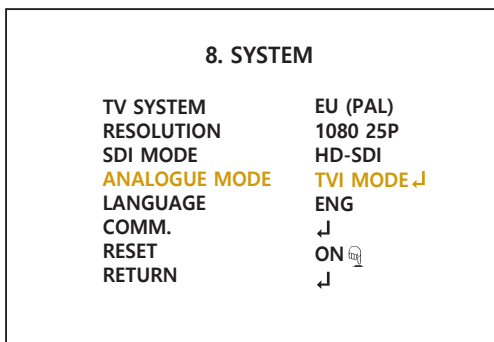 8. SYSTEM
TV SYSTEM EU (PAL)
RESOLUTION 1080 25P
SDI MODE HD-SDI
ANALOGUE MODE TVI MODE ↲
LANGUAGE ENG
COMM. ↲
RESET ON
RETURN ↲